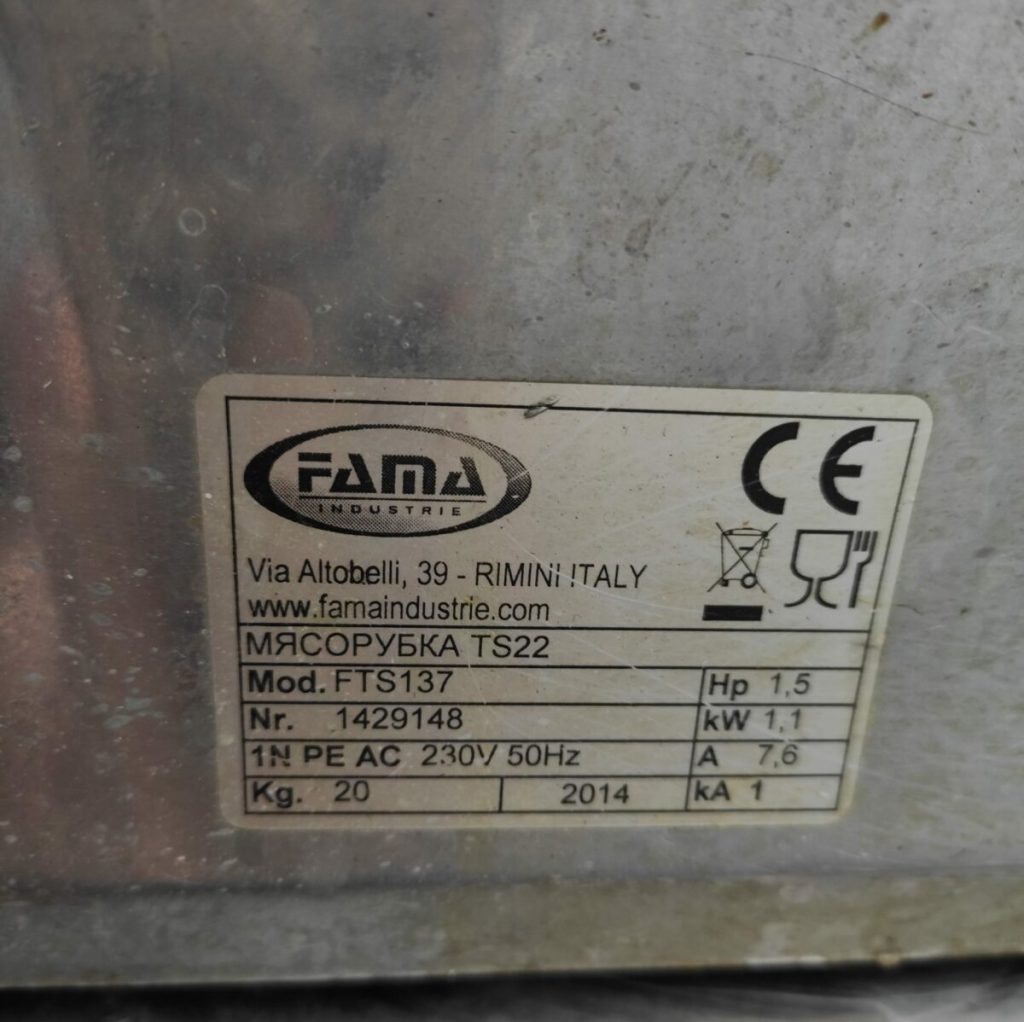 FAMA
INDUSTRIE
CE
Via Altobelli, 39 - RIMINI ITALY
www.famaindustrie.com
МЯСОРУБКА TS22
Mod. FTS137 Hp 1,5
Nr. 1429148 kW 1,1
1N PE AC 230V 50Hz A 7,6
Kg. 20 2014 kA 1